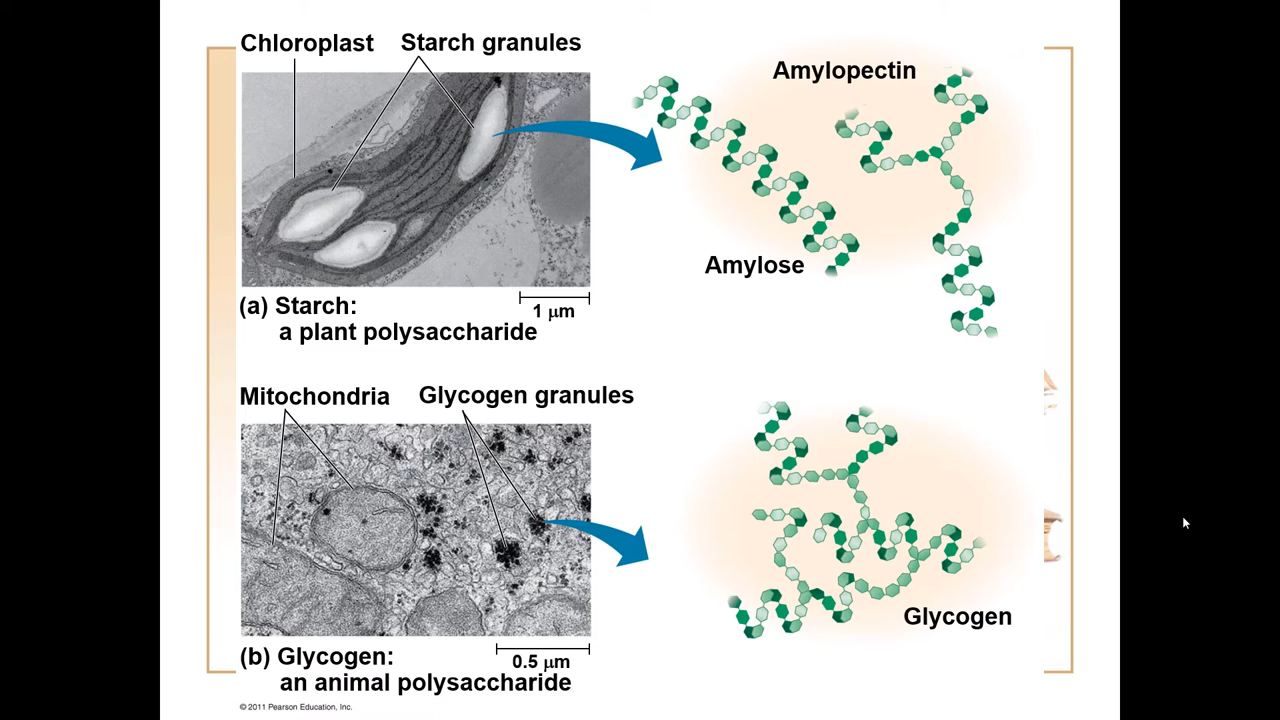 Chloroplast
Starch granules
Amylopectin
Amylose
(a) Starch:
a plant polysaccharide
1 μm
Mitochondria
Glycogen granules
Glycogen
(b) Glycogen:
an animal polysaccharide
0.5 μm
© 2011 Pearson Education, Inc.